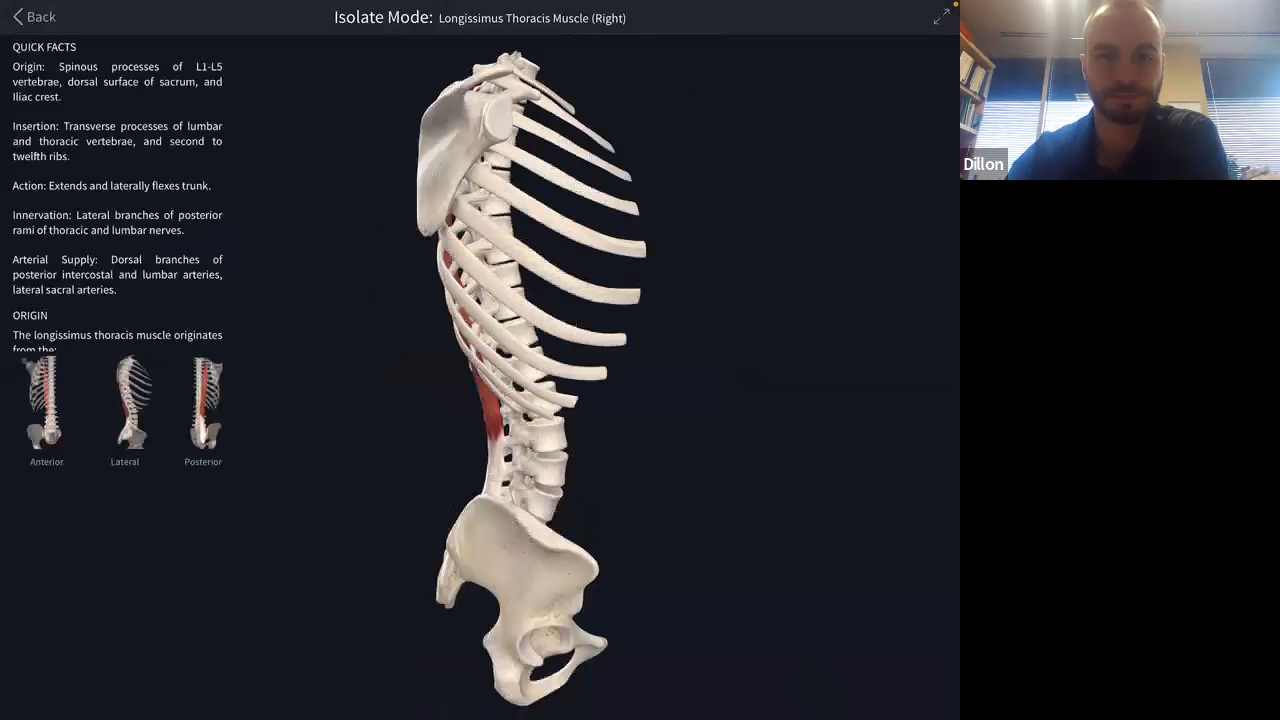 Back
Isolate Mode: Longissimus Thoracis Muscle (Right)
QUICK FACTS
Origin: Spinous processes of L1-L5
vertebrae, dorsal surface of sacrum, and
Iliac crest.
Insertion: Transverse processes of lumbar
and thoracic vertebrae, and second to
twelfth ribs.
Action: Extends and laterally flexes trunk.
Innervation: Lateral branches of posterior
rami of thoracic and lumbar nerves.
Arterial Supply: Dorsal branches of
posterior intercostal and lumbar arteries,
lateral sacral arteries.
ORIGIN
The longissimus thoracis muscle originates
from the:
Anterior
Lateral
Posterior
Dillon